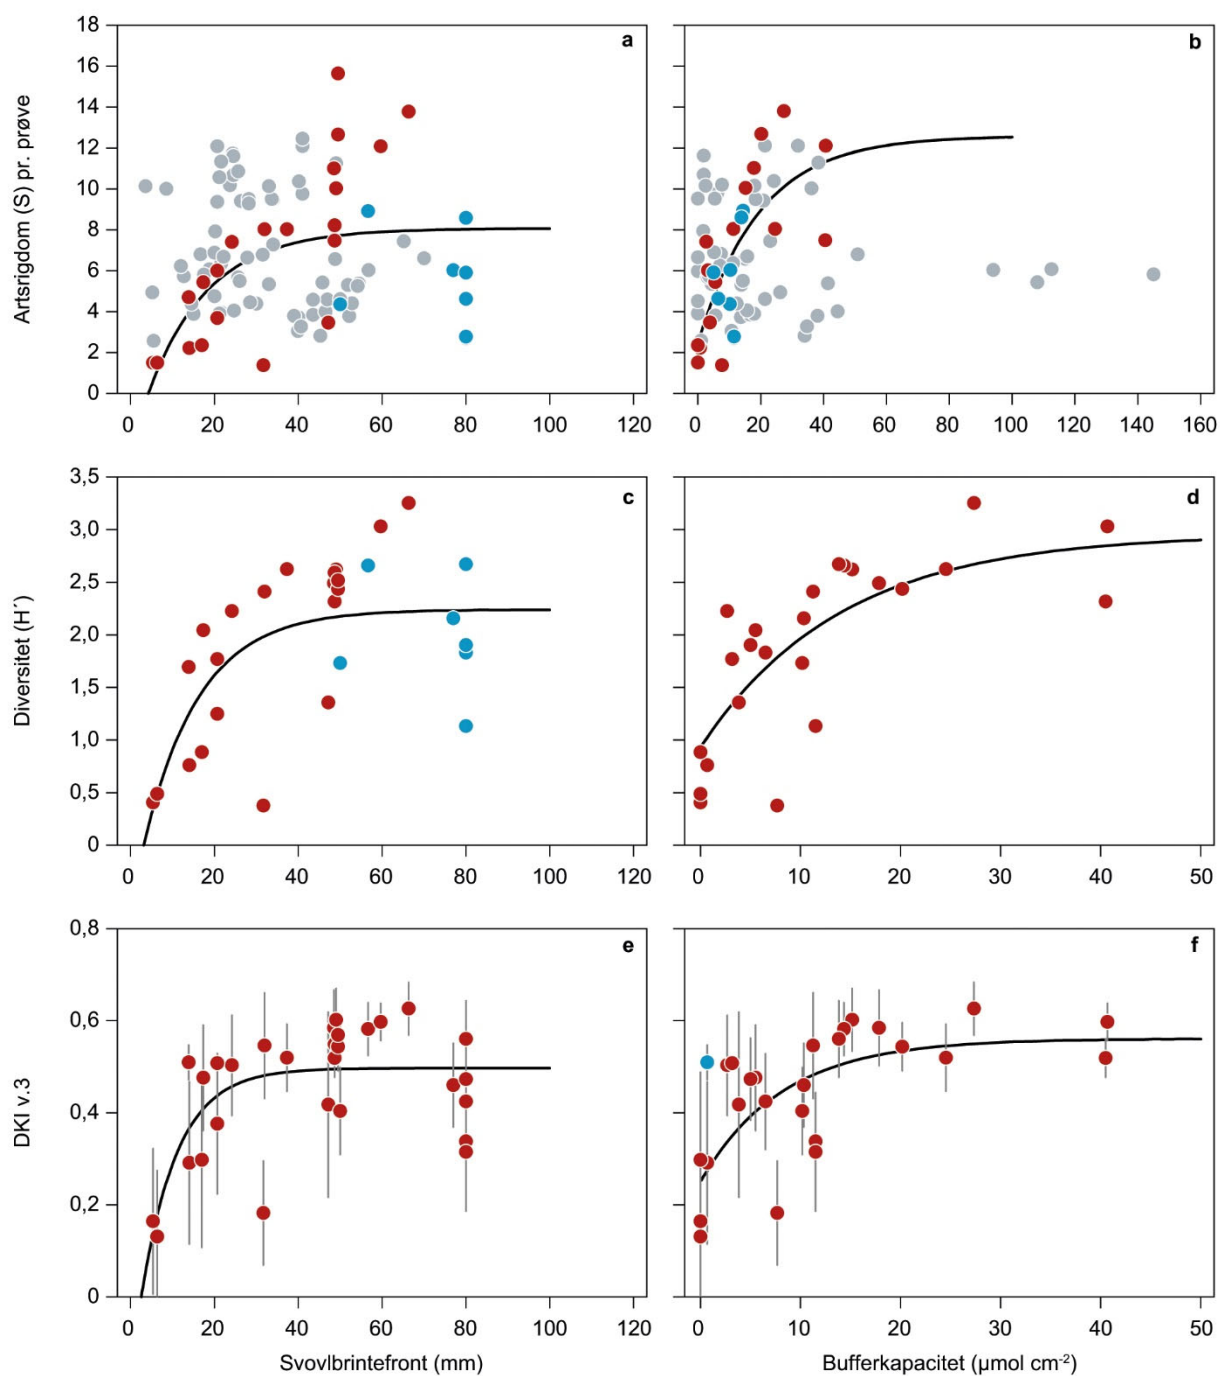 a
18
16
14
12
10
8
6
4
2
0
Artsrigdom (S) pr. prøve
0 20 40 60 80 100 120
b
0 20 40 60 80 100 120 140 160
c
3,5
3,0
2,5
2,0
1,5
1,0
0,5
0
Diversitet (H´)
0 20 40 60 80 100 120
d
0 10 20 30 40 50
e
0,8
0,6
0,4
0,2
0
DKI v.3
0 20 40 60 80 100 120
Svovlbrintefront (mm)
f
0 10 20 30 40 50
Bufferkapacitet (µmol cm⁻²)